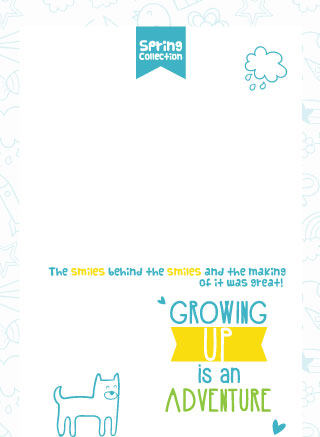 Spring
Collection
The smiles behind the smiles and the making
of it was great!
GROWING
UP
is an
ADVENTURE